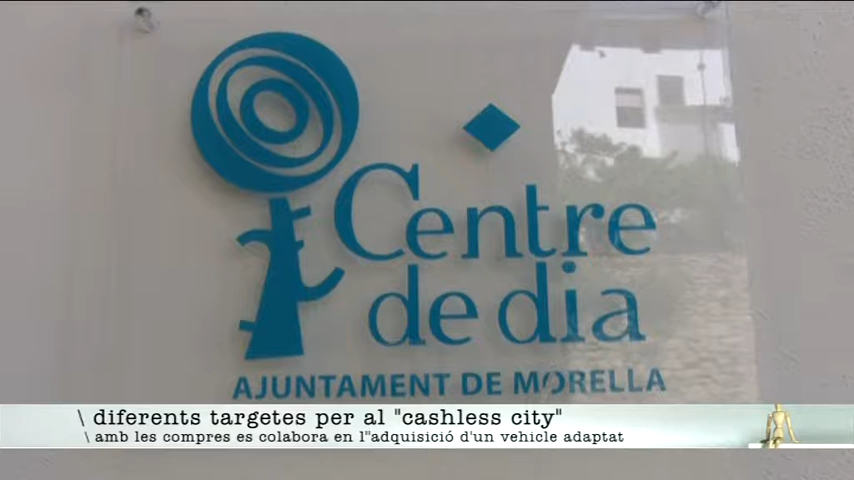 Centre
de dia
AJUNTAMENT DE MORELLA
\ diferents targetes per al "cashless city"
\ amb les compres es colabora en l''adquisició d'un vehicle adaptat